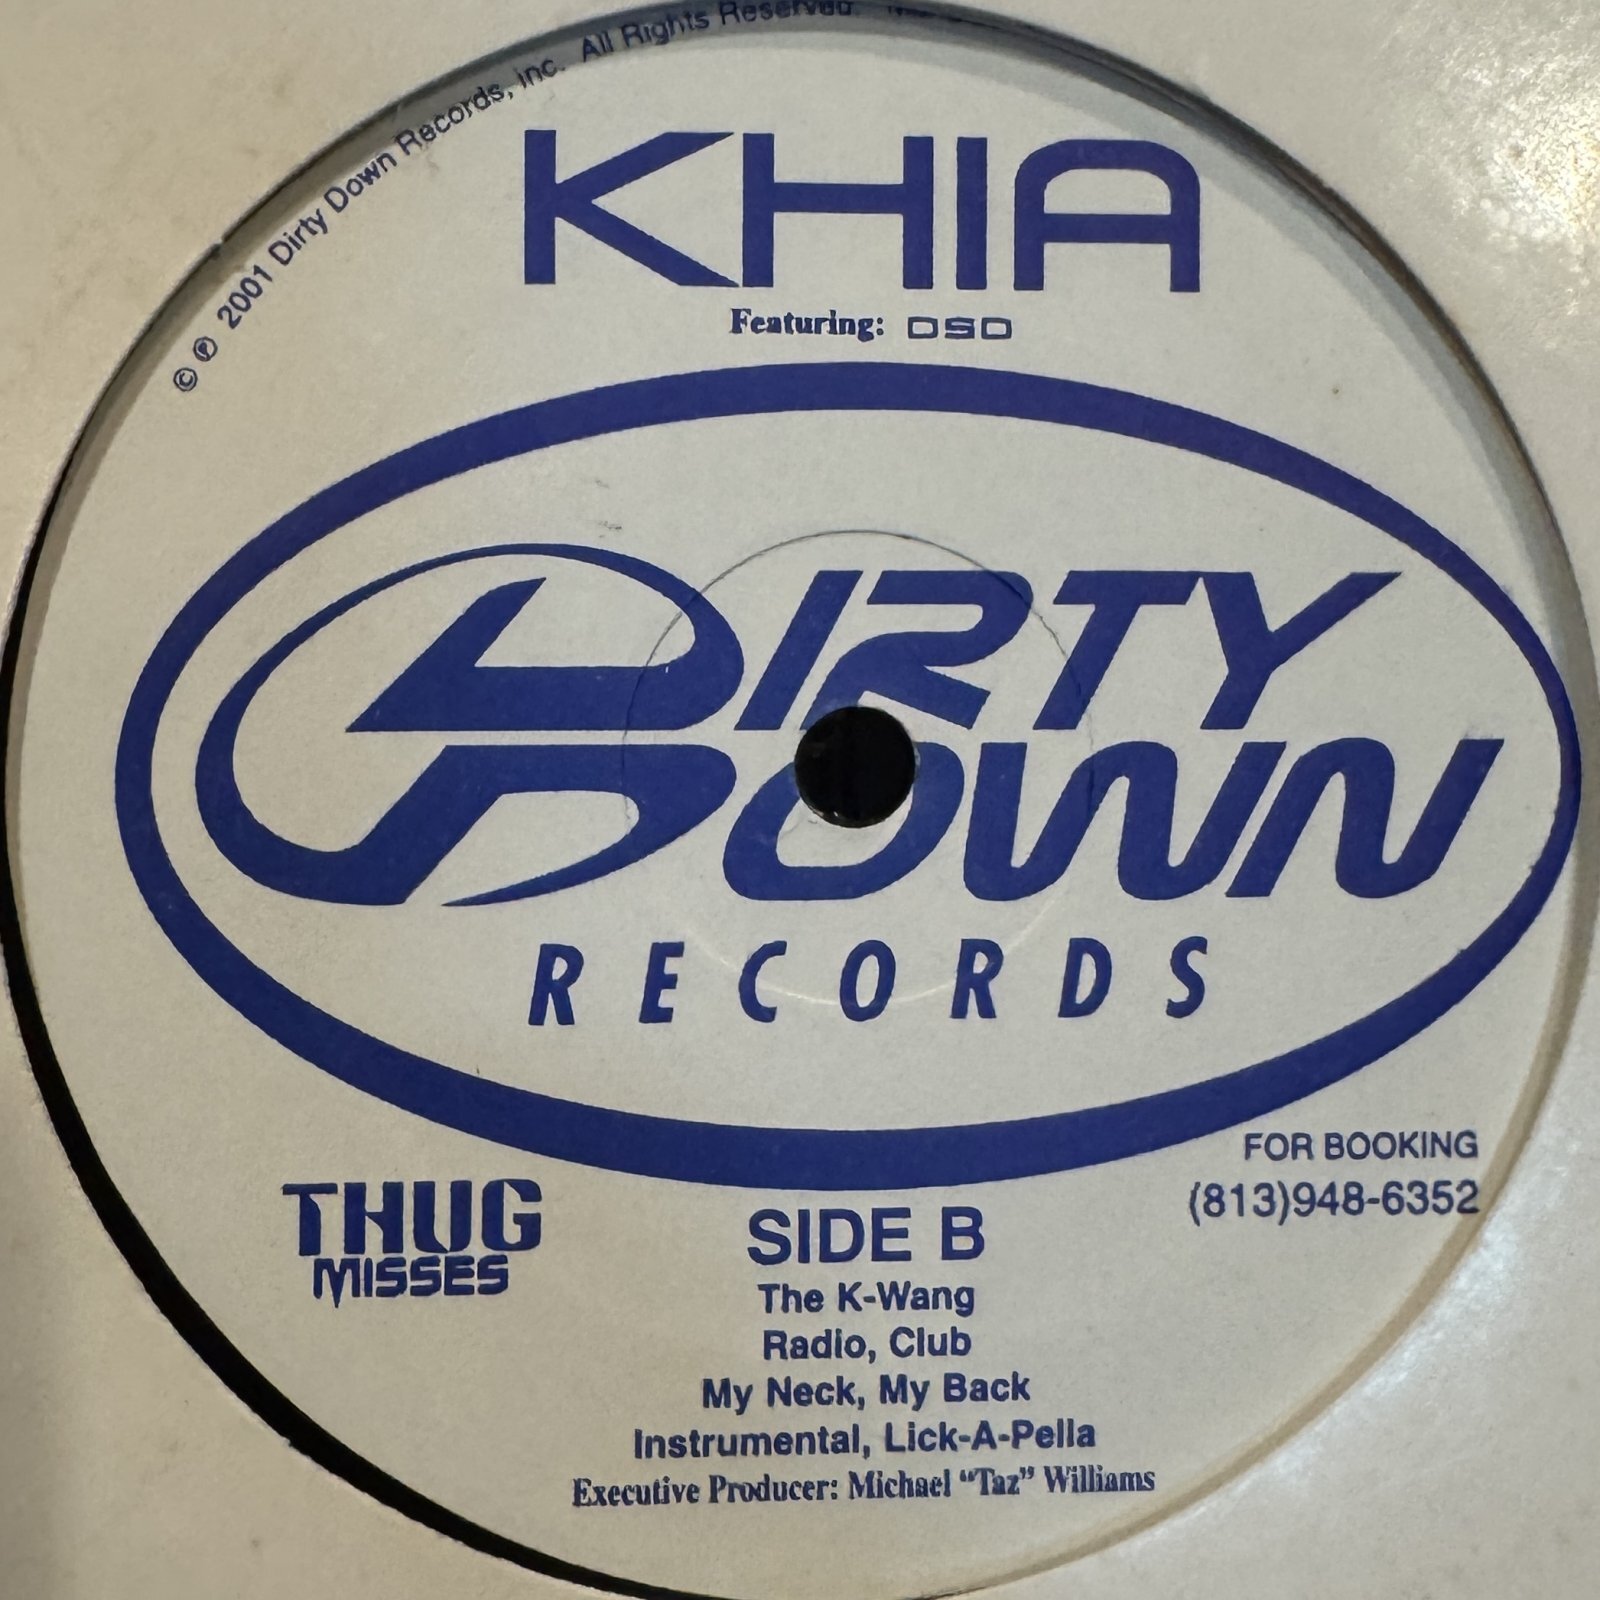 © ℗ 2001 Dirty Down Records, inc. All Rights Reserved.
KHIA
Featuring: DSD
DIRTY
DOWN
RECORDS
FOR BOOKING
(813)948-6352
THUG
MISSES
SIDE B
The K-Wang
Radio, Club
My Neck, My Back
Instrumental, Lick-A-Pella
Executive Producer: Michael “Taz” Williams